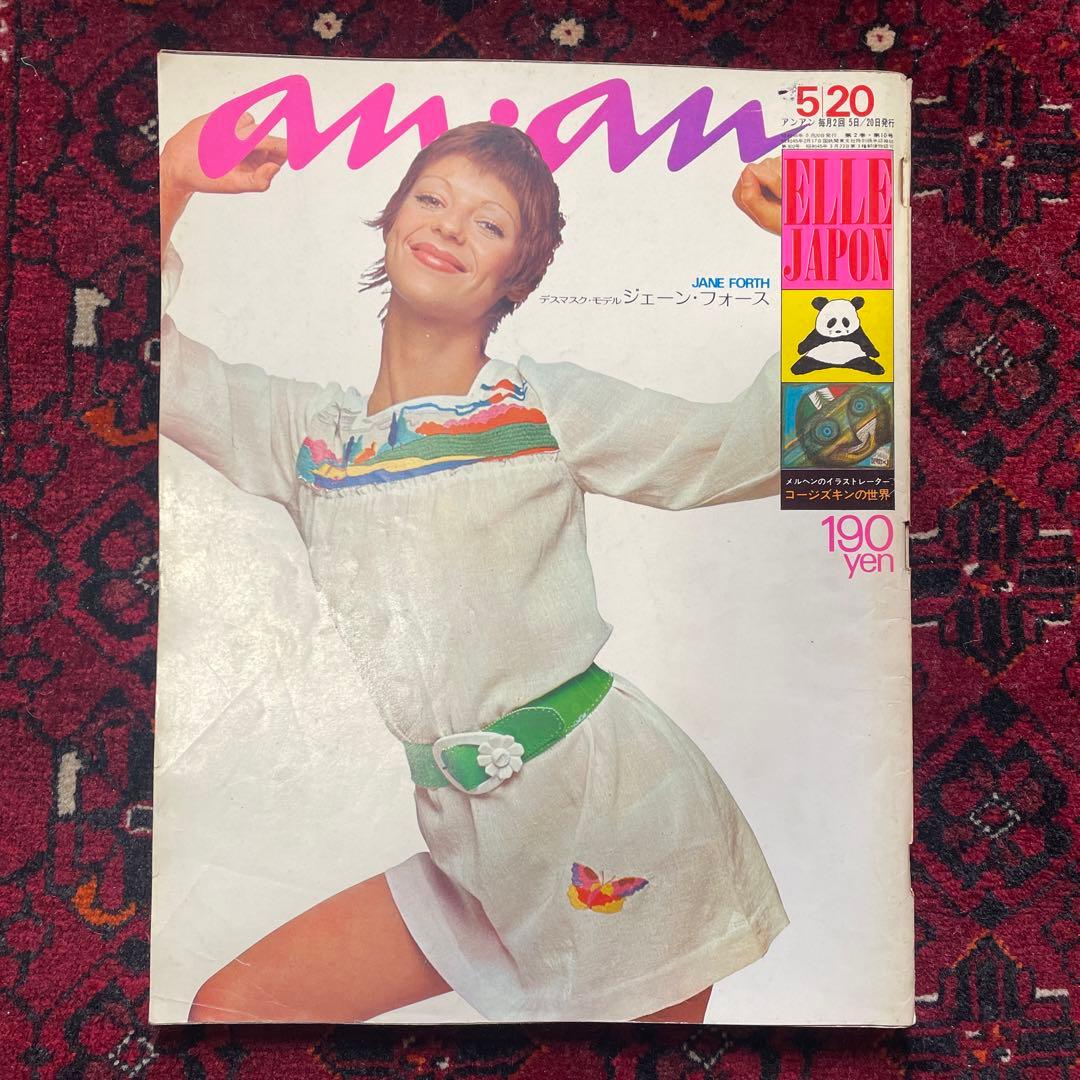 an・an
5|20
アンアン 毎月2回 5日/20日発行
ELLE
JAPON
JANE FORTH
デスマスク・モデル ジェーン・フォース
メルヘンのイラストレーター
コージズキンの世界
190
yen